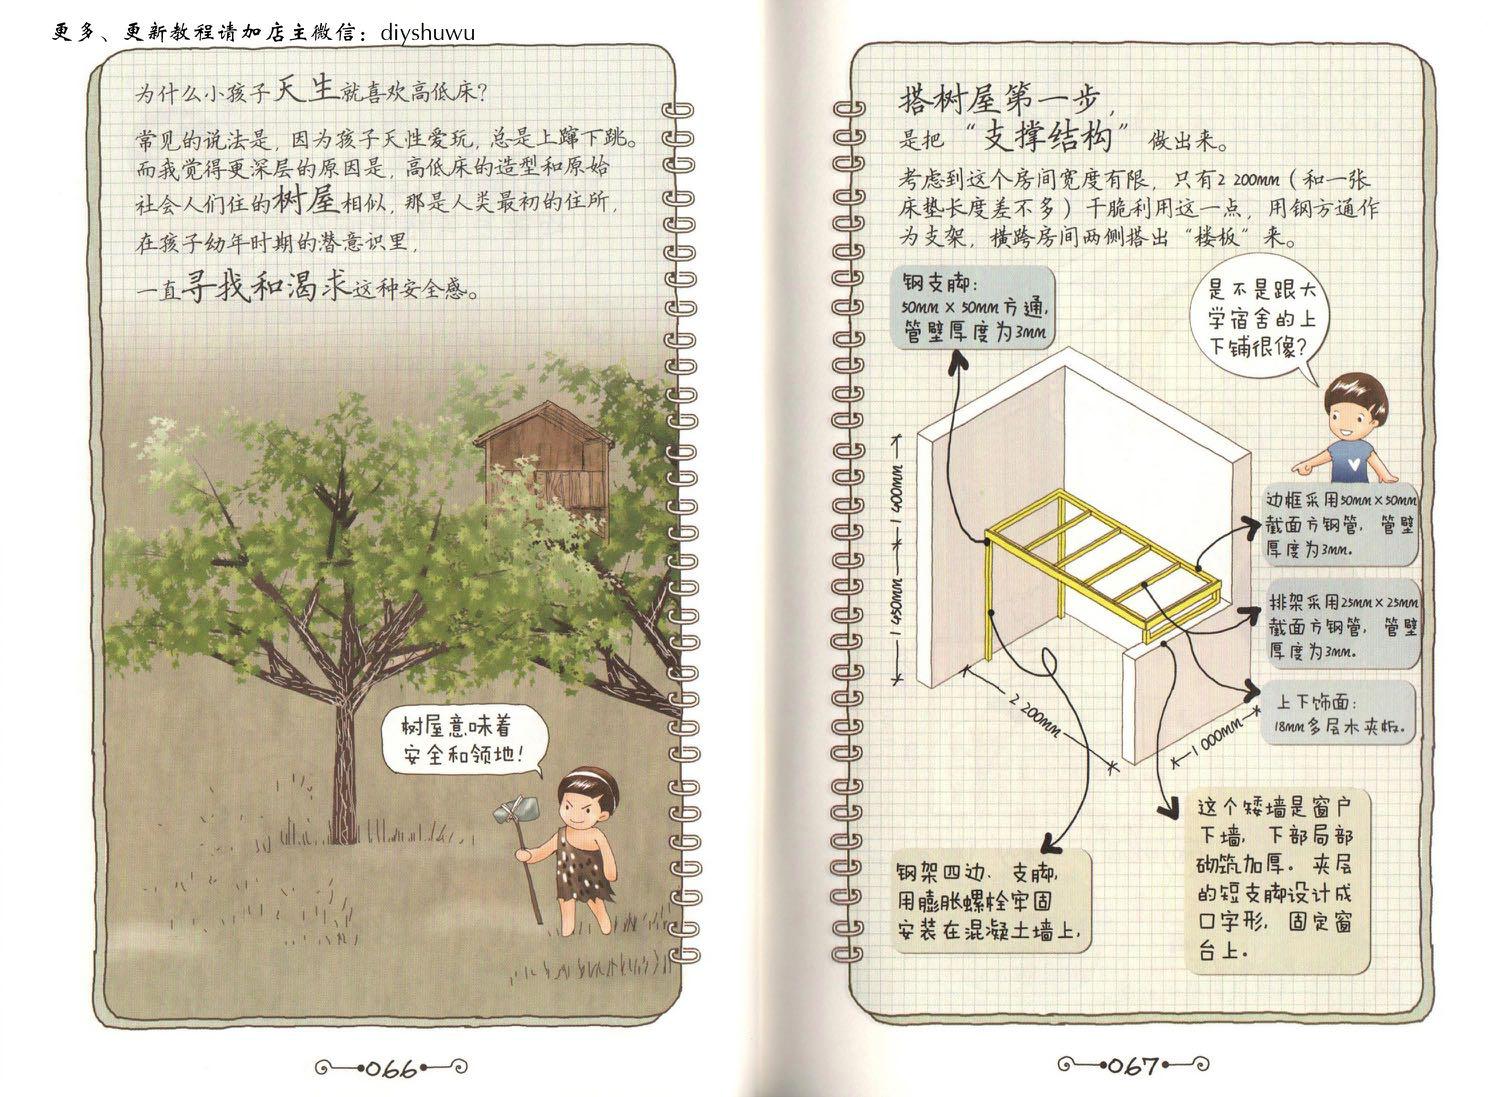 更多、更新教程请加店主微信：diyshuwu
为什么小孩子天生就喜欢高低床？
常见的说法是，因为孩子天性爱玩，总是上蹿下跳。
而我觉得更深层的原因是，高低床的造型和原始
社会人们住的树屋相似，那是人类最初的住所，
在孩子幼年时期的潜意识里，
一直寻找和渴求这种安全感。
树屋意味着
安全和领地！
066
搭树屋第一步，
是把“支撑结构”做出来。
考虑到这个房间宽度有限，只有2 200mm（和一张
床垫长度差不多）干脆利用这一点，用钢方通作
为支架，横跨房间两侧搭出“楼板”来。
钢支脚：
50mm×50mm方通，
管壁厚度为3mm
是不是跟大
学宿舍的上
下铺很像？
1 400mm
1 450mm
2 200mm
1 000mm
边框采用50mm×50mm
截面方钢管，管壁
厚度为3mm.
排架采用25mm×25mm
截面方钢管，管壁
厚度为3mm.
上下饰面：
18mm多层木夹板。
钢架四边、支脚，
用膨胀螺栓牢固
安装在混凝土墙上，
这个矮墙是窗户
下墙，下部局部
砌筑加厚。夹层
的短支脚设计成
口字形，固定窗
台上。
067